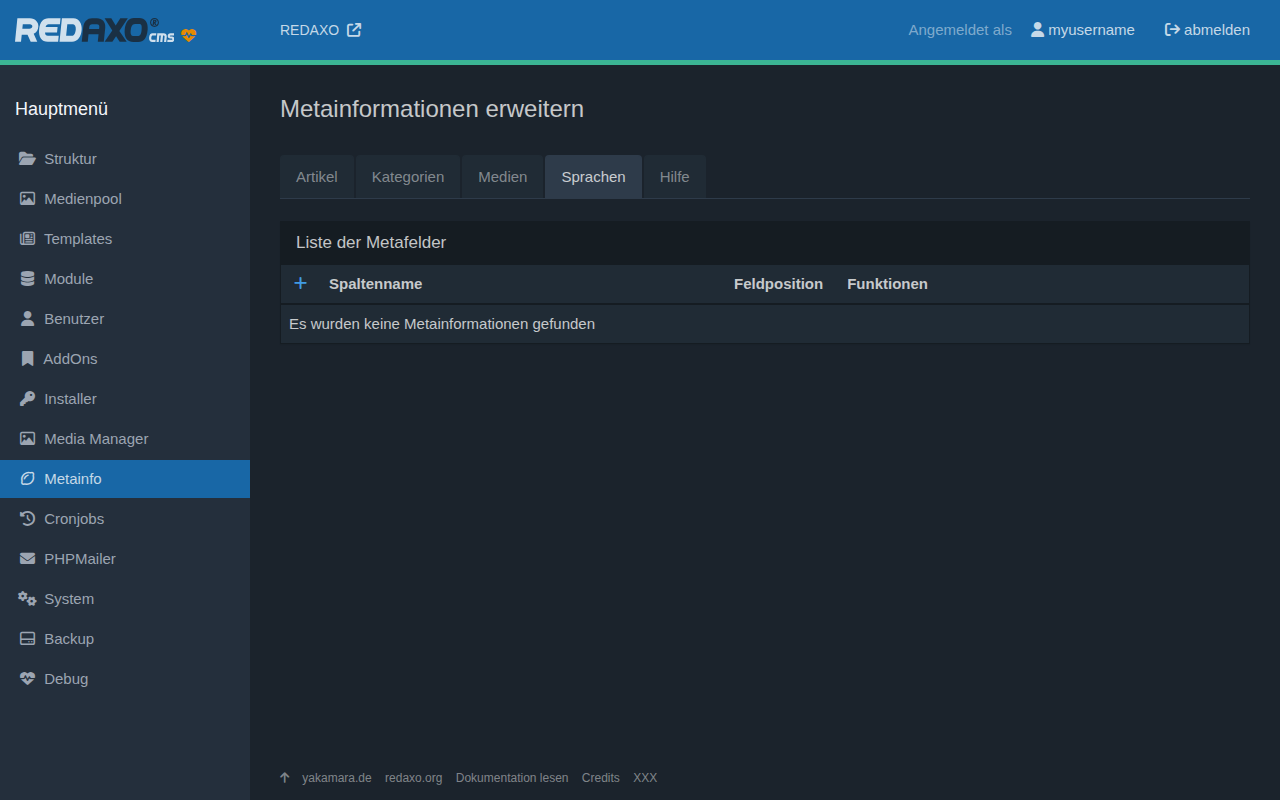 REDAXO® cms
REDAXO
Angemeldet als myusername abmelden
Hauptmenü
Struktur
Medienpool
Templates
Module
Benutzer
AddOns
Installer
Media Manager
Metainfo
Cronjobs
PHPMailer
System
Backup
Debug
Metainformationen erweitern
Artikel Kategorien Medien Sprachen Hilfe
Liste der Metafelder
Spaltenname Feldposition Funktionen
Es wurden keine Metainformationen gefunden
yakamara.de redaxo.org Dokumentation lesen Credits XXX